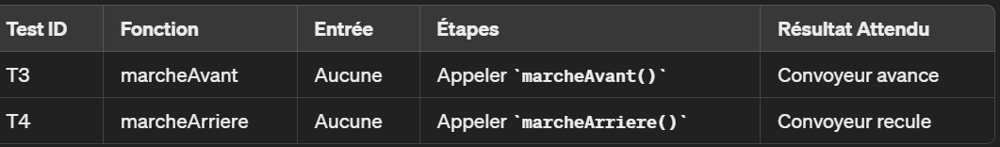 Test ID Fonction Entrée Étapes Résultat Attendu
T3 marcheAvant Aucune Appeler `marcheAvant()` Convoyeur avance
T4 marcheArriere Aucune Appeler `marcheArriere()` Convoyeur recule